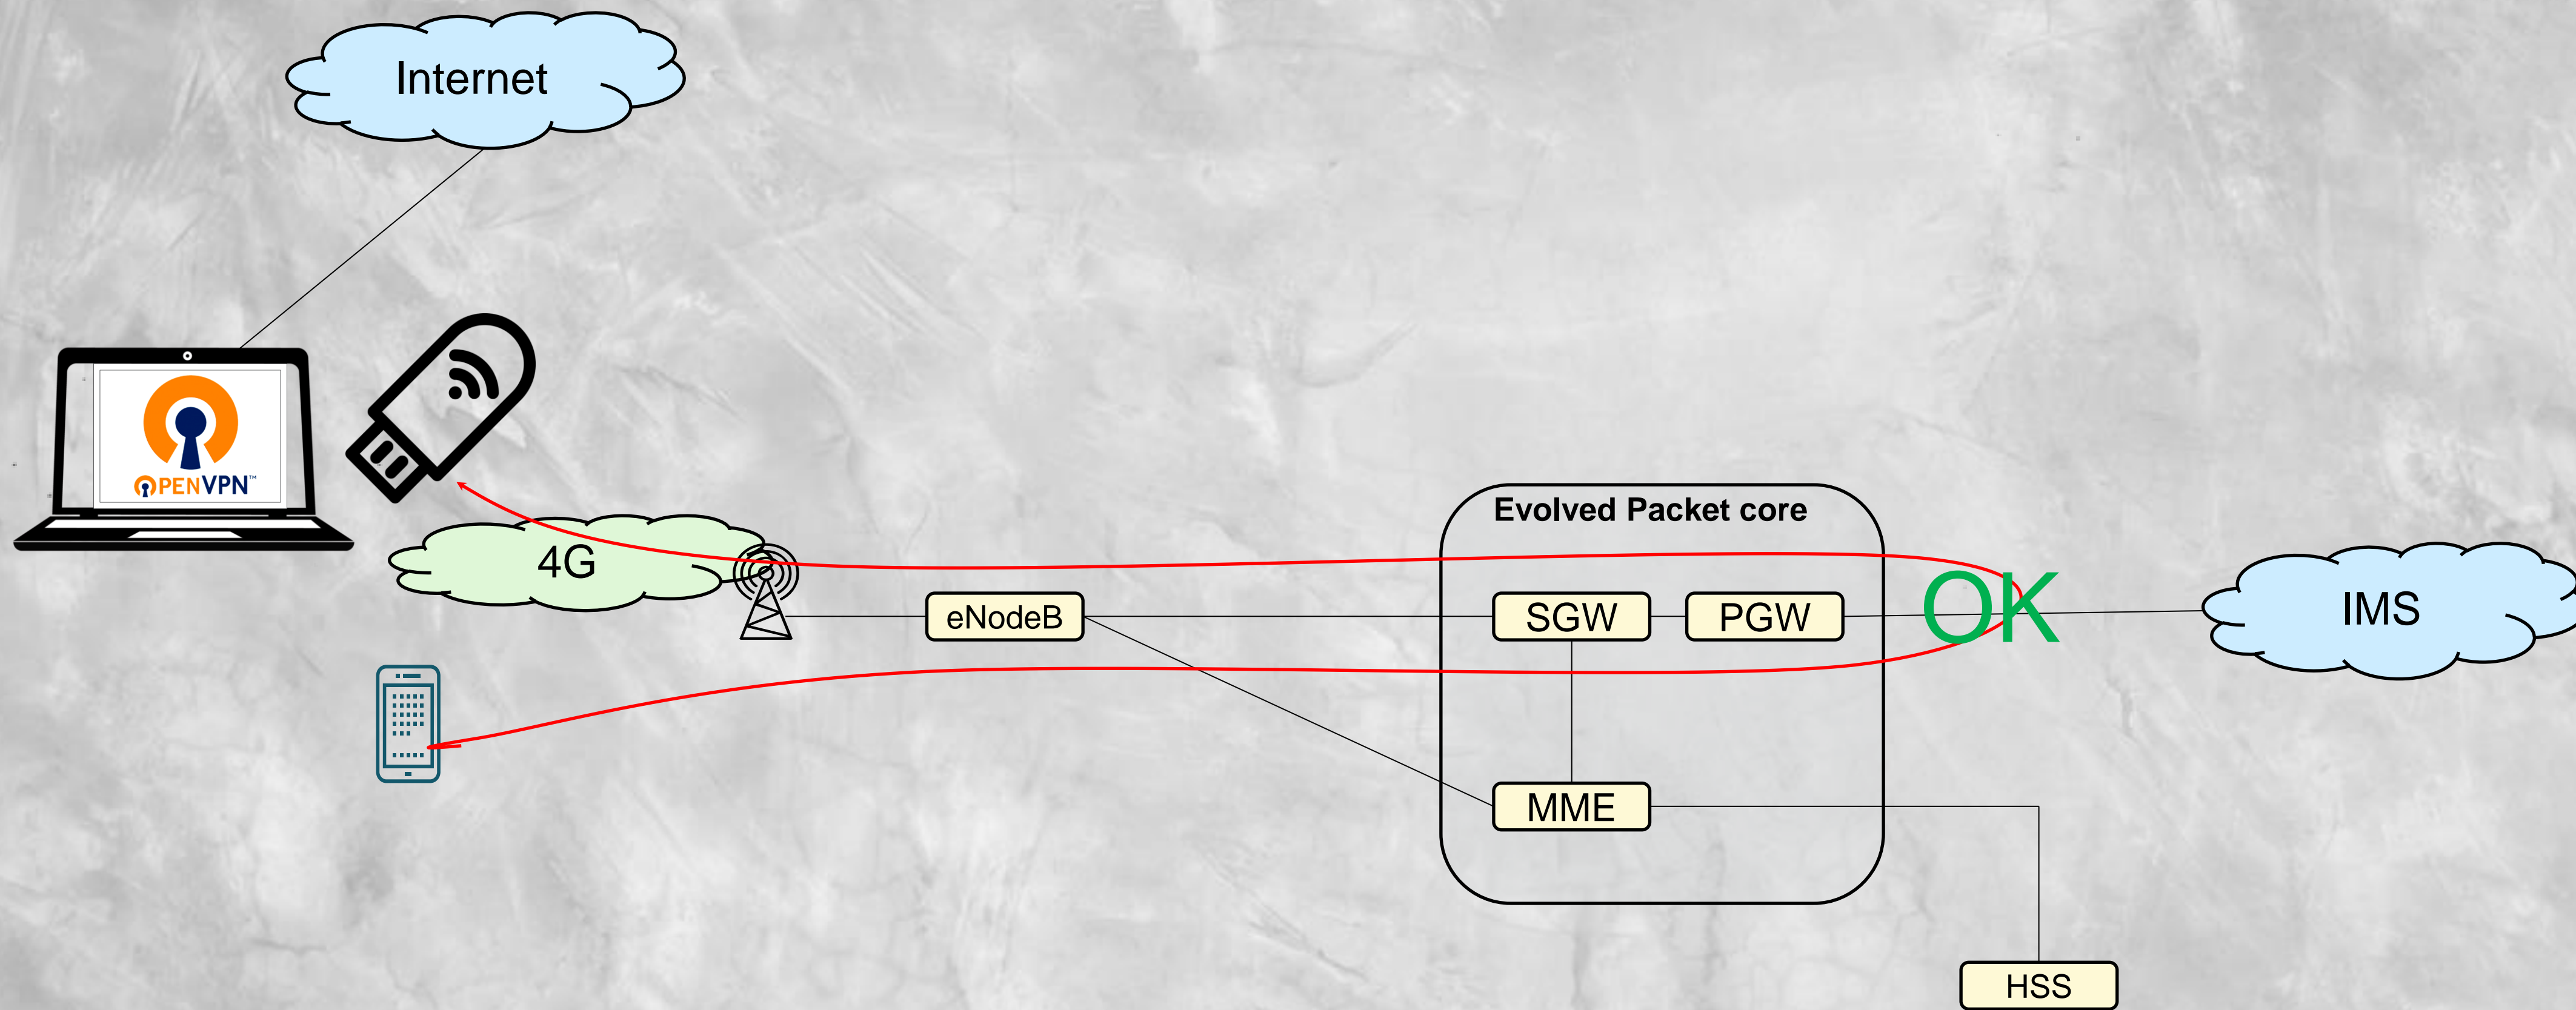 Internet
OPENVPN™
4G
eNodeB
Evolved Packet core
SGW
PGW
OK
IMS
MME
HSS